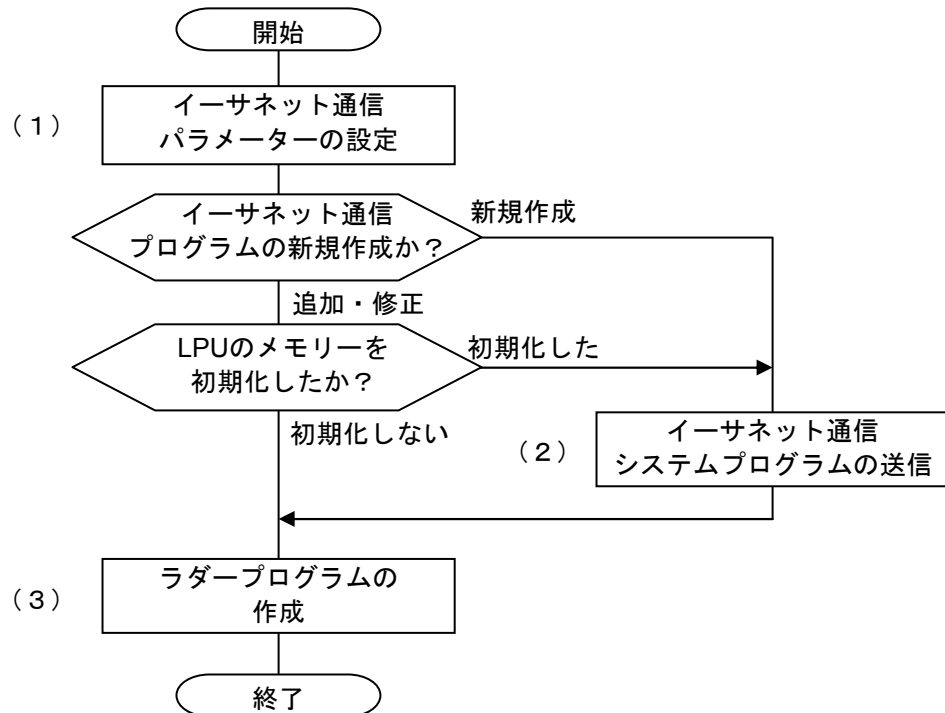 開始
（１）
イーサネット通信
パラメーターの設定
イーサネット通信
プログラムの新規作成か？
新規作成
追加・修正
LPUのメモリーを
初期化したか？
初期化した
初期化しない
（２）
イーサネット通信
システムプログラムの送信
（３）
ラダープログラムの
作成
終了